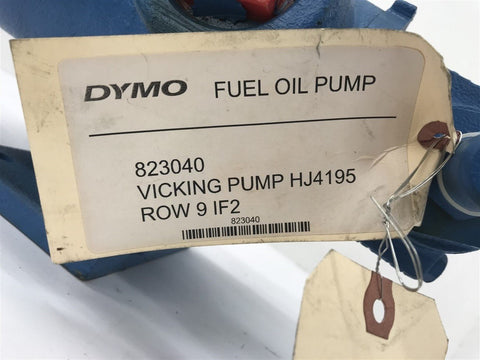 DYMO FUEL OIL PUMP
823040
VICKING PUMP HJ4195
ROW 9 IF2
823040